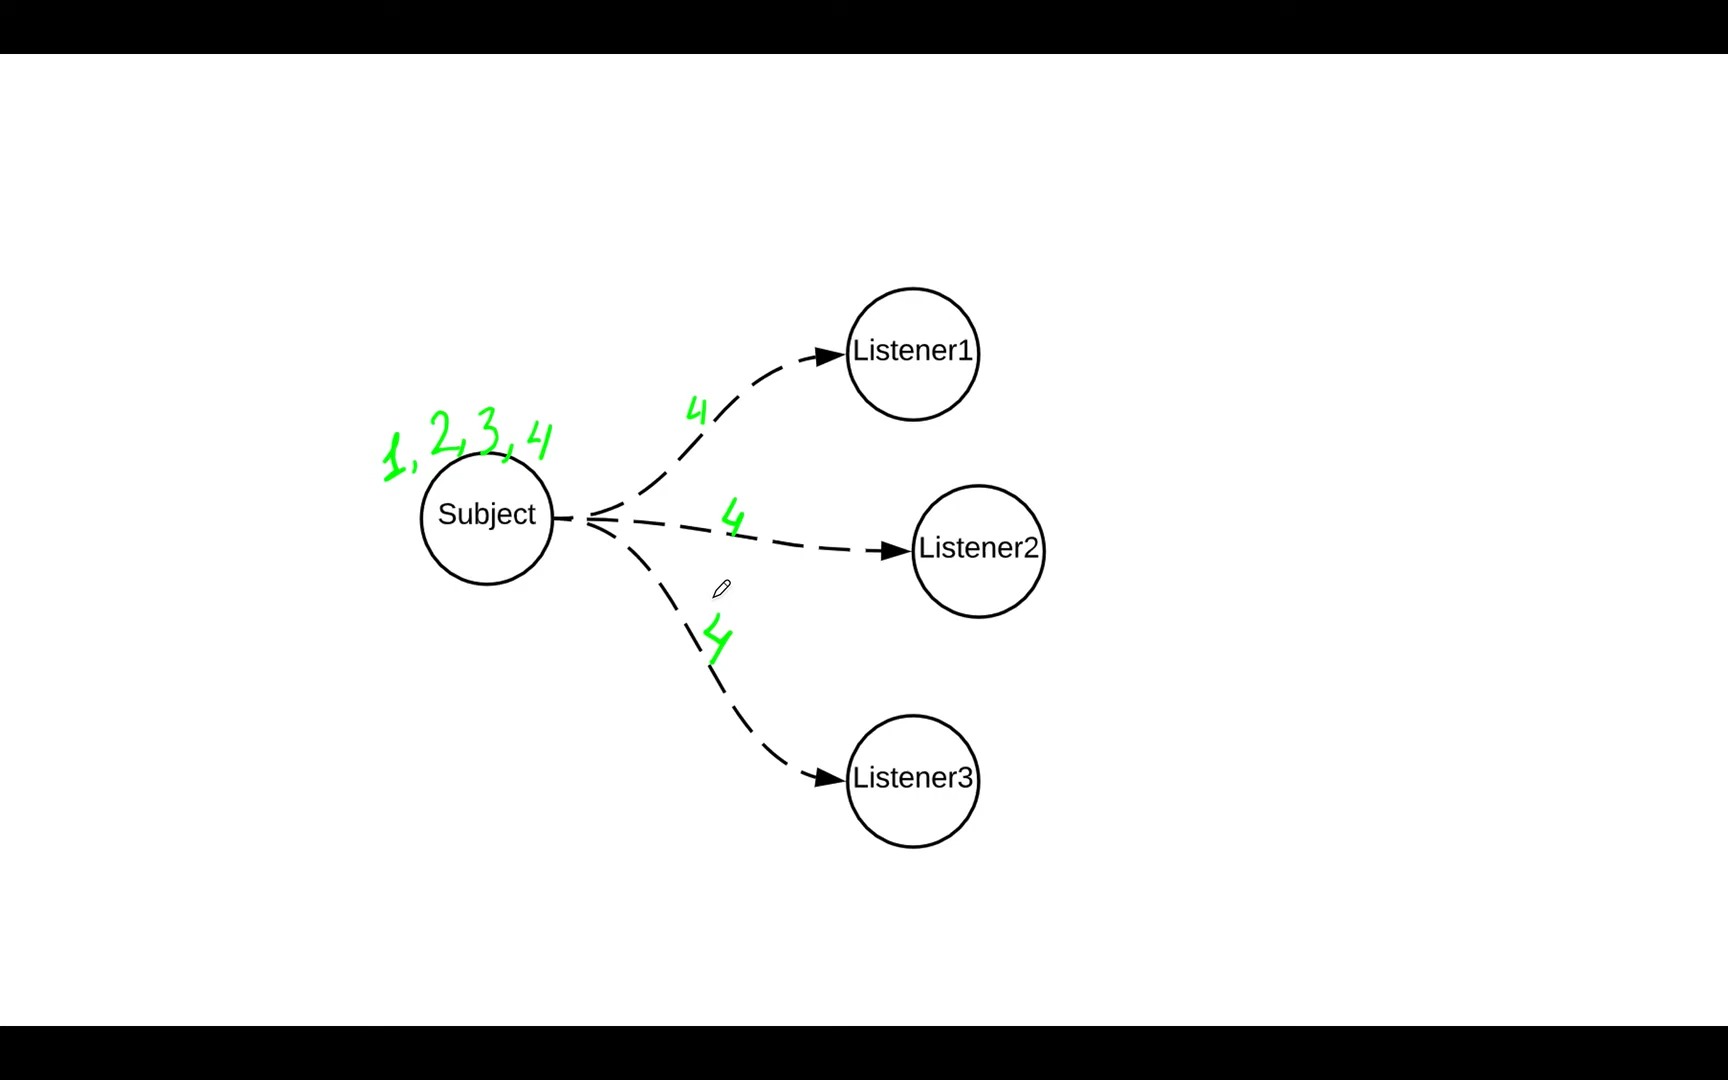 Listener1
4
1, 2, 3, 4
Subject
4
Listener2
4
Listener3